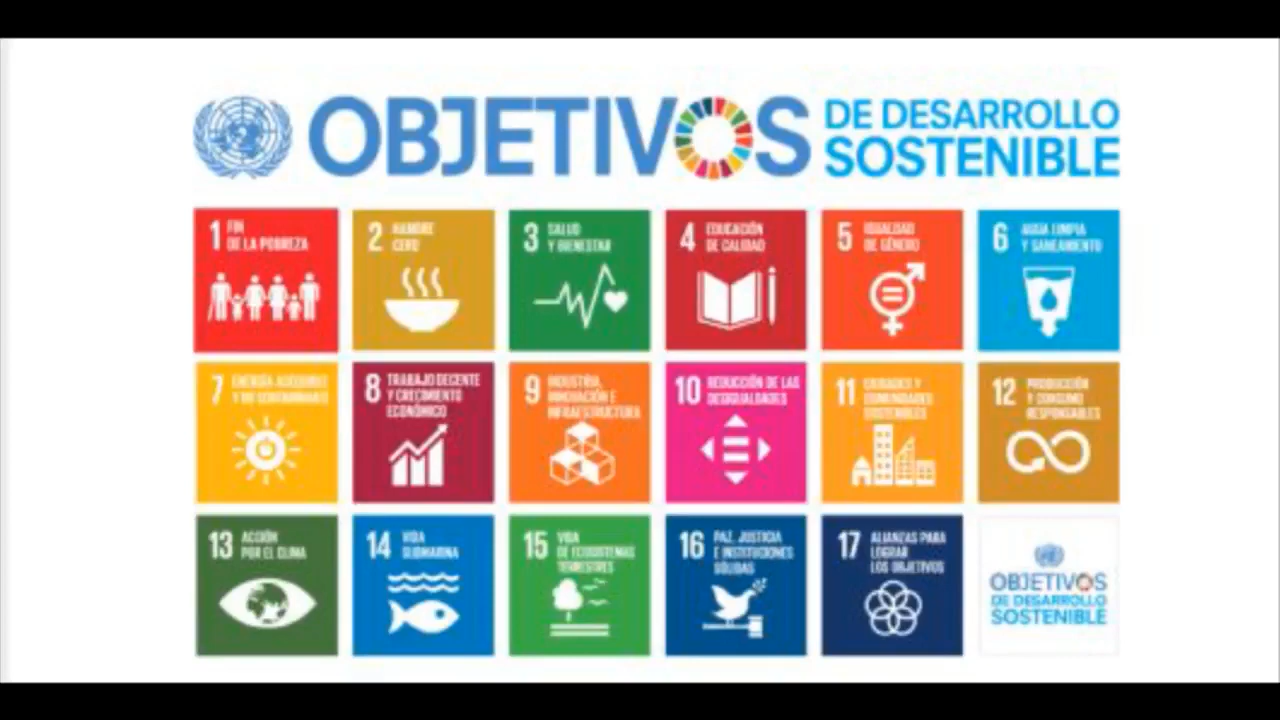 OBJETIVOS
DE DESARROLLO
SOSTENIBLE
1 FIN
DE LA POBREZA
2 HAMBRE
CERO
3 SALUD
Y BIENESTAR
4 EDUCACIÓN
DE CALIDAD
5 IGUALDAD
DE GÉNERO
6 AGUA LIMPIA
Y SANEAMIENTO
7 ENERGÍA ASEQUIBLE
Y NO CONTAMINANTE
8 TRABAJO DECENTE
Y CRECIMIENTO
ECONÓMICO
9 INDUSTRIA,
INNOVACIÓN E
INFRAESTRUCTURA
10 REDUCCIÓN DE LAS
DESIGUALDADES
11 CIUDADES Y
COMUNIDADES
SOSTENIBLES
12 PRODUCCIÓN
Y CONSUMO
RESPONSABLES
13 ACCIÓN
POR EL CLIMA
14 VIDA
SUBMARINA
15 VIDA
DE ECOSISTEMAS
TERRESTRES
16 PAZ, JUSTICIA
E INSTITUCIONES
SÓLIDAS
17 ALIANZAS PARA
LOGRAR
LOS OBJETIVOS
OBJETIVOS
DE DESARROLLO
SOSTENIBLE